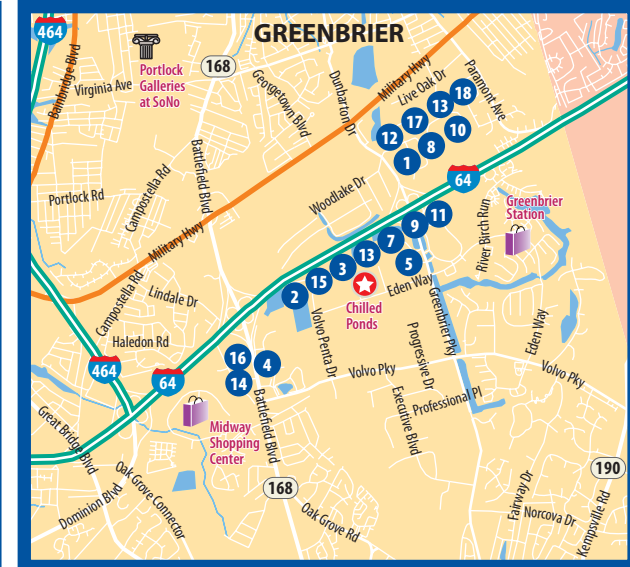 GREENBRIER
464
Bainbridge Blvd
Virginia Ave
Portlock
Galleries
at SoNo
168
Georgetown Blvd
Dunbarton Dr
Military Hwy
Live Oak Dr
Paramont Ave
18
13
17
12
10
8
1
64
Portlock Rd
Campostella Rd
Battlefield Blvd
Woodlake Dr
Military Hwy
River Birch Run
Greenbrier
Station
11
9
7
13
5
3
15
2
Chilled
Ponds
Eden Way
Greenbrier Pky
Campostella Rd
Lindale Dr
Haledon Rd
Volvo Penta Dr
Progressive Dr
Eden Way
464
64
16
4
14
Volvo Pky
Volvo Pky
Executive Blvd
Professional Pl
Battlefield Blvd
Midway
Shopping
Center
Great Bridge Blvd
Oak Grove Connector
Dominion Blvd
168
Oak Grove Rd
190
Fairway Dr
Norcova Dr
Kempsville Rd